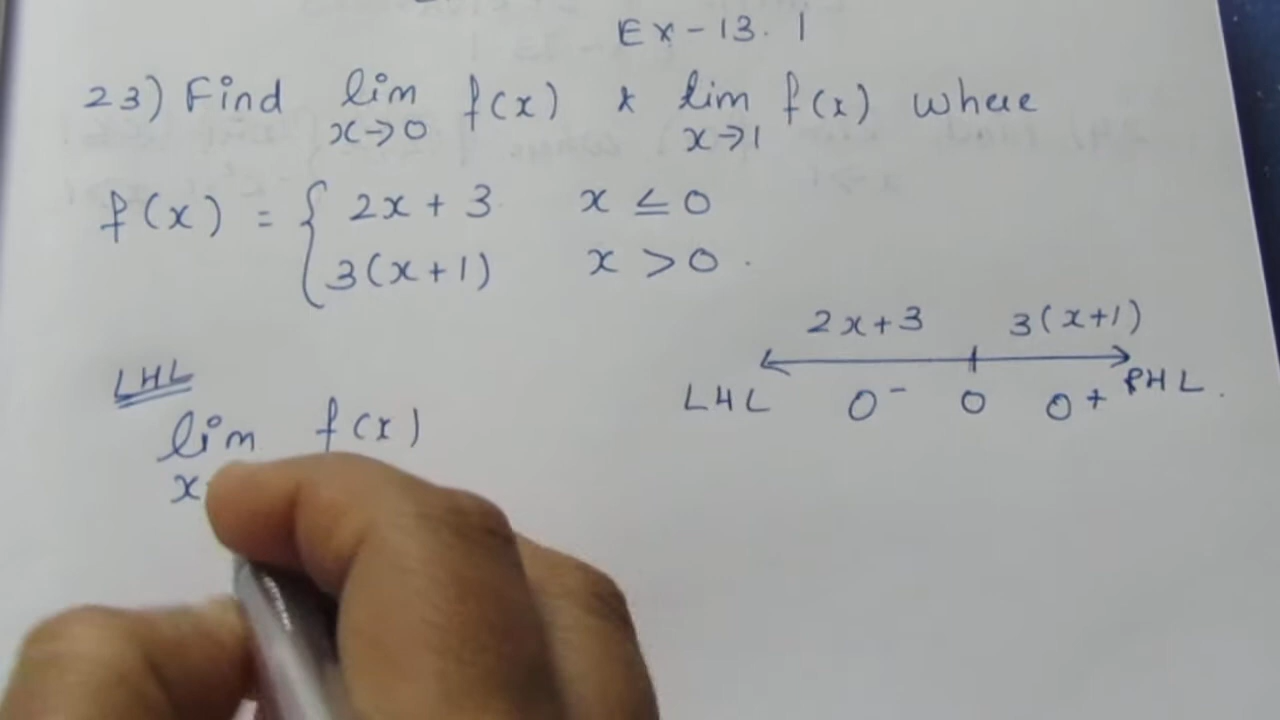 Ex-13.1
23) Find lim f(x) & lim f(x) where
x→0 x→1
f(x) = { 2x + 3 x ≤ 0
3(x+1) x > 0.
2x+3 3(x+1)
LHL
LHL 0⁻ 0 0⁺ RHL.
lim f(x)
x